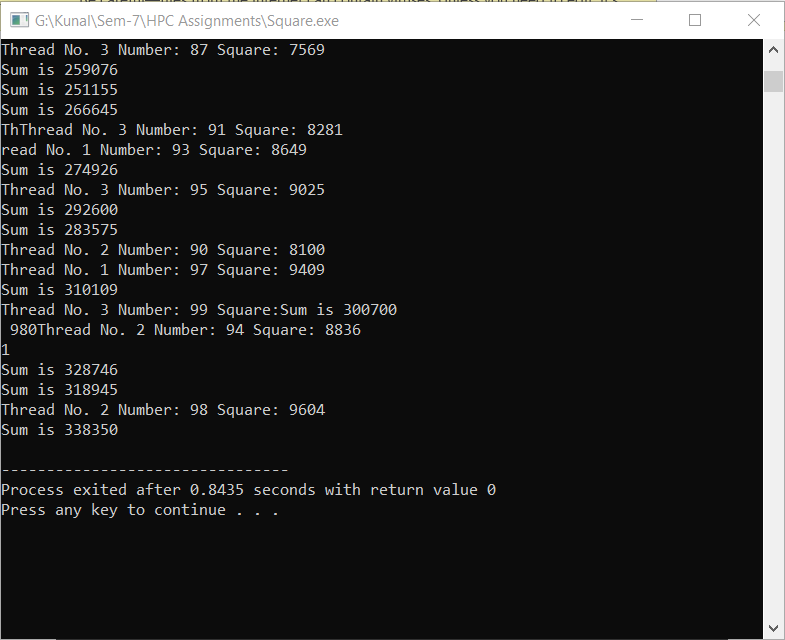 G:\Kunal\Sem-7\HPC Assignments\Square.exe
Thread No. 3 Number: 87 Square: 7569
Sum is 259076
Sum is 251155
Sum is 266645
ThThread No. 3 Number: 91 Square: 8281
read No. 1 Number: 93 Square: 8649
Sum is 274926
Thread No. 3 Number: 95 Square: 9025
Sum is 292600
Sum is 283575
Thread No. 2 Number: 90 Square: 8100
Thread No. 1 Number: 97 Square: 9409
Sum is 310109
Thread No. 3 Number: 99 Square:Sum is 300700
 980Thread No. 2 Number: 94 Square: 8836
1
Sum is 328746
Sum is 318945
Thread No. 2 Number: 98 Square: 9604
Sum is 338350
--------------------------------
Process exited after 0.8435 seconds with return value 0
Press any key to continue . . .